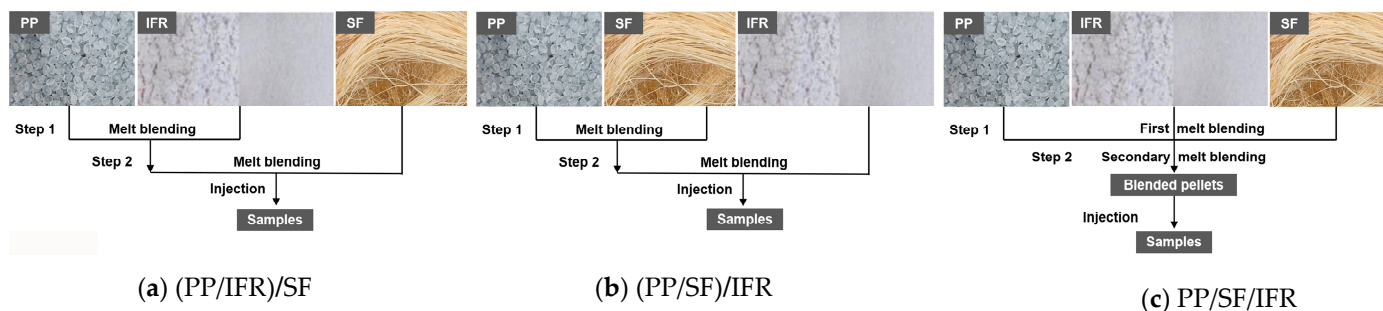 PP IFR SF
Step 1 Melt blending
Step 2 Melt blending
Injection
Samples
(a) (PP/IFR)/SF
PP SF IFR
Step 1 Melt blending
Step 2 Melt blending
Injection
Samples
(b) (PP/SF)/IFR
PP IFR SF
Step 1 First melt blending
Step 2 Secondary melt blending
Blended pellets
Injection
Samples
(c) PP/SF/IFR